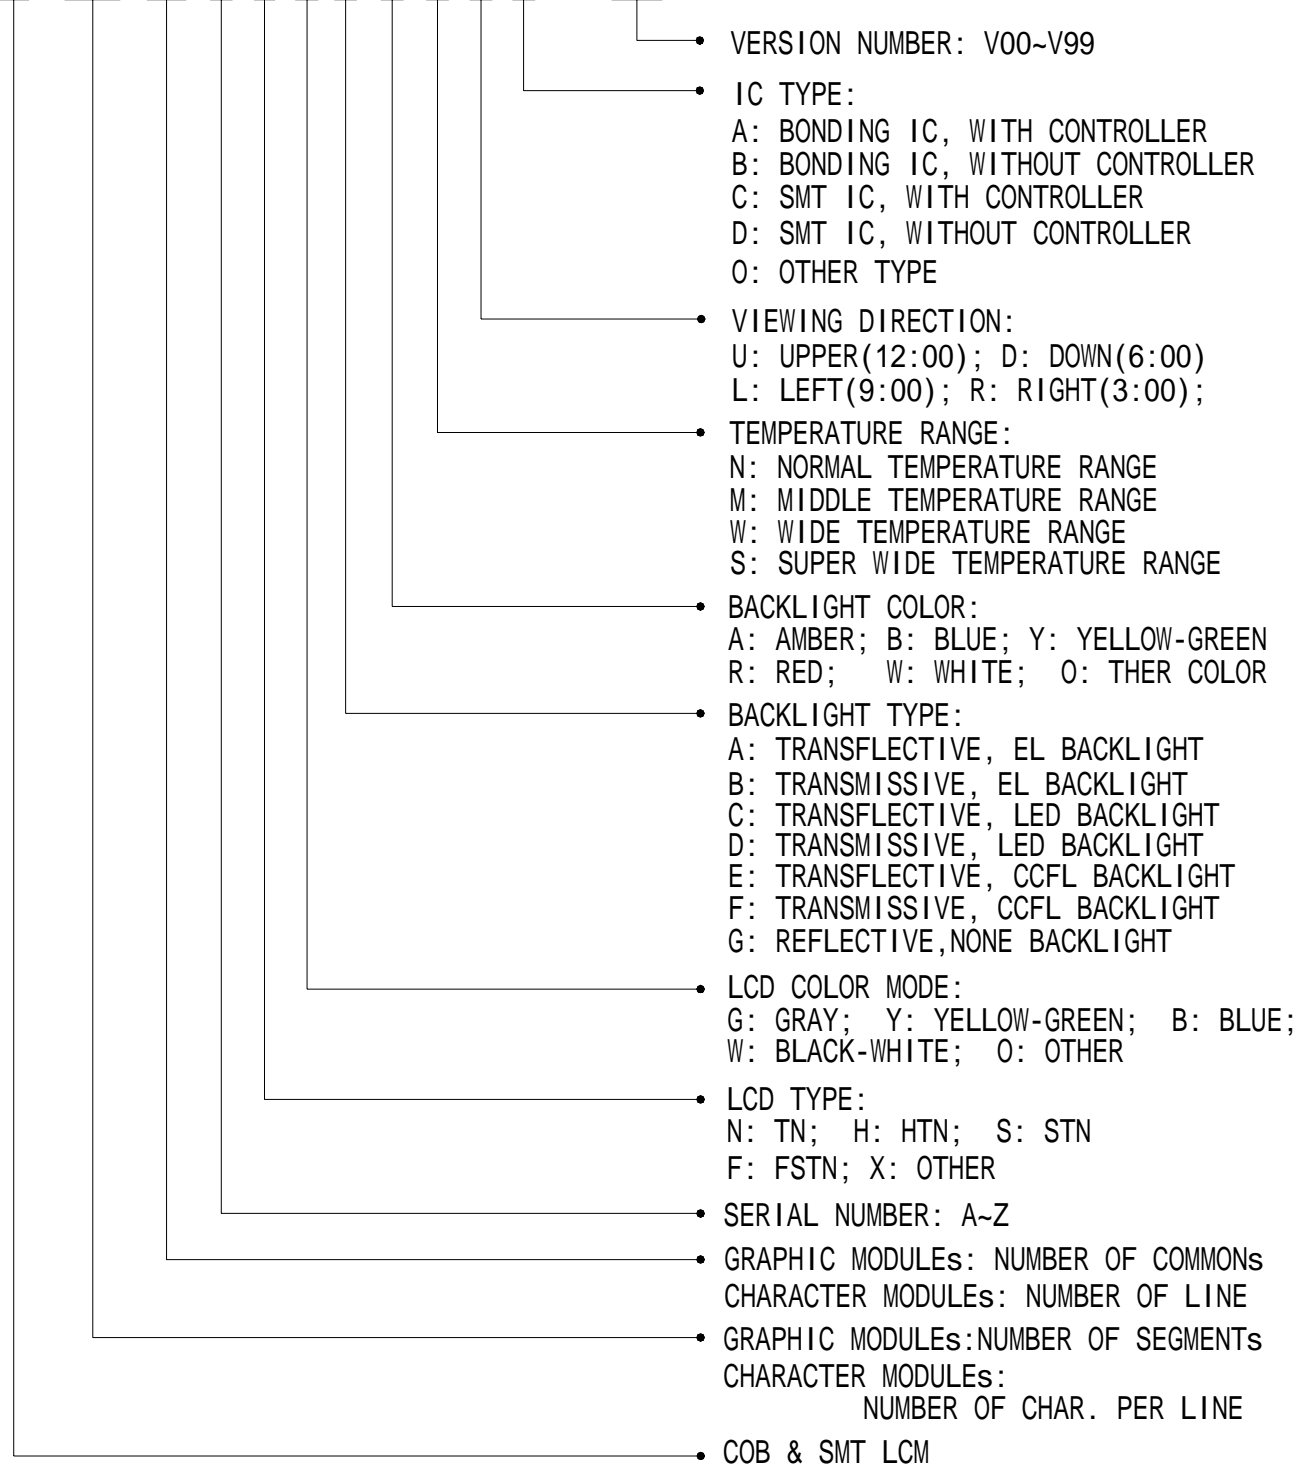 VERSION NUMBER: V00~V99
IC TYPE:
A: BONDING IC, WITH CONTROLLER
B: BONDING IC, WITHOUT CONTROLLER
C: SMT IC, WITH CONTROLLER
D: SMT IC, WITHOUT CONTROLLER
O: OTHER TYPE
VIEWING DIRECTION:
U: UPPER(12:00); D: DOWN(6:00)
L: LEFT(9:00); R: RIGHT(3:00);
TEMPERATURE RANGE:
N: NORMAL TEMPERATURE RANGE
M: MIDDLE TEMPERATURE RANGE
W: WIDE TEMPERATURE RANGE
S: SUPER WIDE TEMPERATURE RANGE
BACKLIGHT COLOR:
A: AMBER; B: BLUE; Y: YELLOW-GREEN
R: RED; W: WHITE; O: THER COLOR
BACKLIGHT TYPE:
A: TRANSFLECTIVE, EL BACKLIGHT
B: TRANSMISSIVE, EL BACKLIGHT
C: TRANSFLECTIVE, LED BACKLIGHT
D: TRANSMISSIVE, LED BACKLIGHT
E: TRANSFLECTIVE, CCFL BACKLIGHT
F: TRANSMISSIVE, CCFL BACKLIGHT
G: REFLECTIVE,NONE BACKLIGHT
LCD COLOR MODE:
G: GRAY; Y: YELLOW-GREEN; B: BLUE;
W: BLACK-WHITE; O: OTHER
LCD TYPE:
N: TN; H: HTN; S: STN
F: FSTN; X: OTHER
SERIAL NUMBER: A~Z
GRAPHIC MODULEs: NUMBER OF COMMONs
CHARACTER MODULEs: NUMBER OF LINE
GRAPHIC MODULEs:NUMBER OF SEGMENTs
CHARACTER MODULEs:
NUMBER OF CHAR. PER LINE
COB & SMT LCM